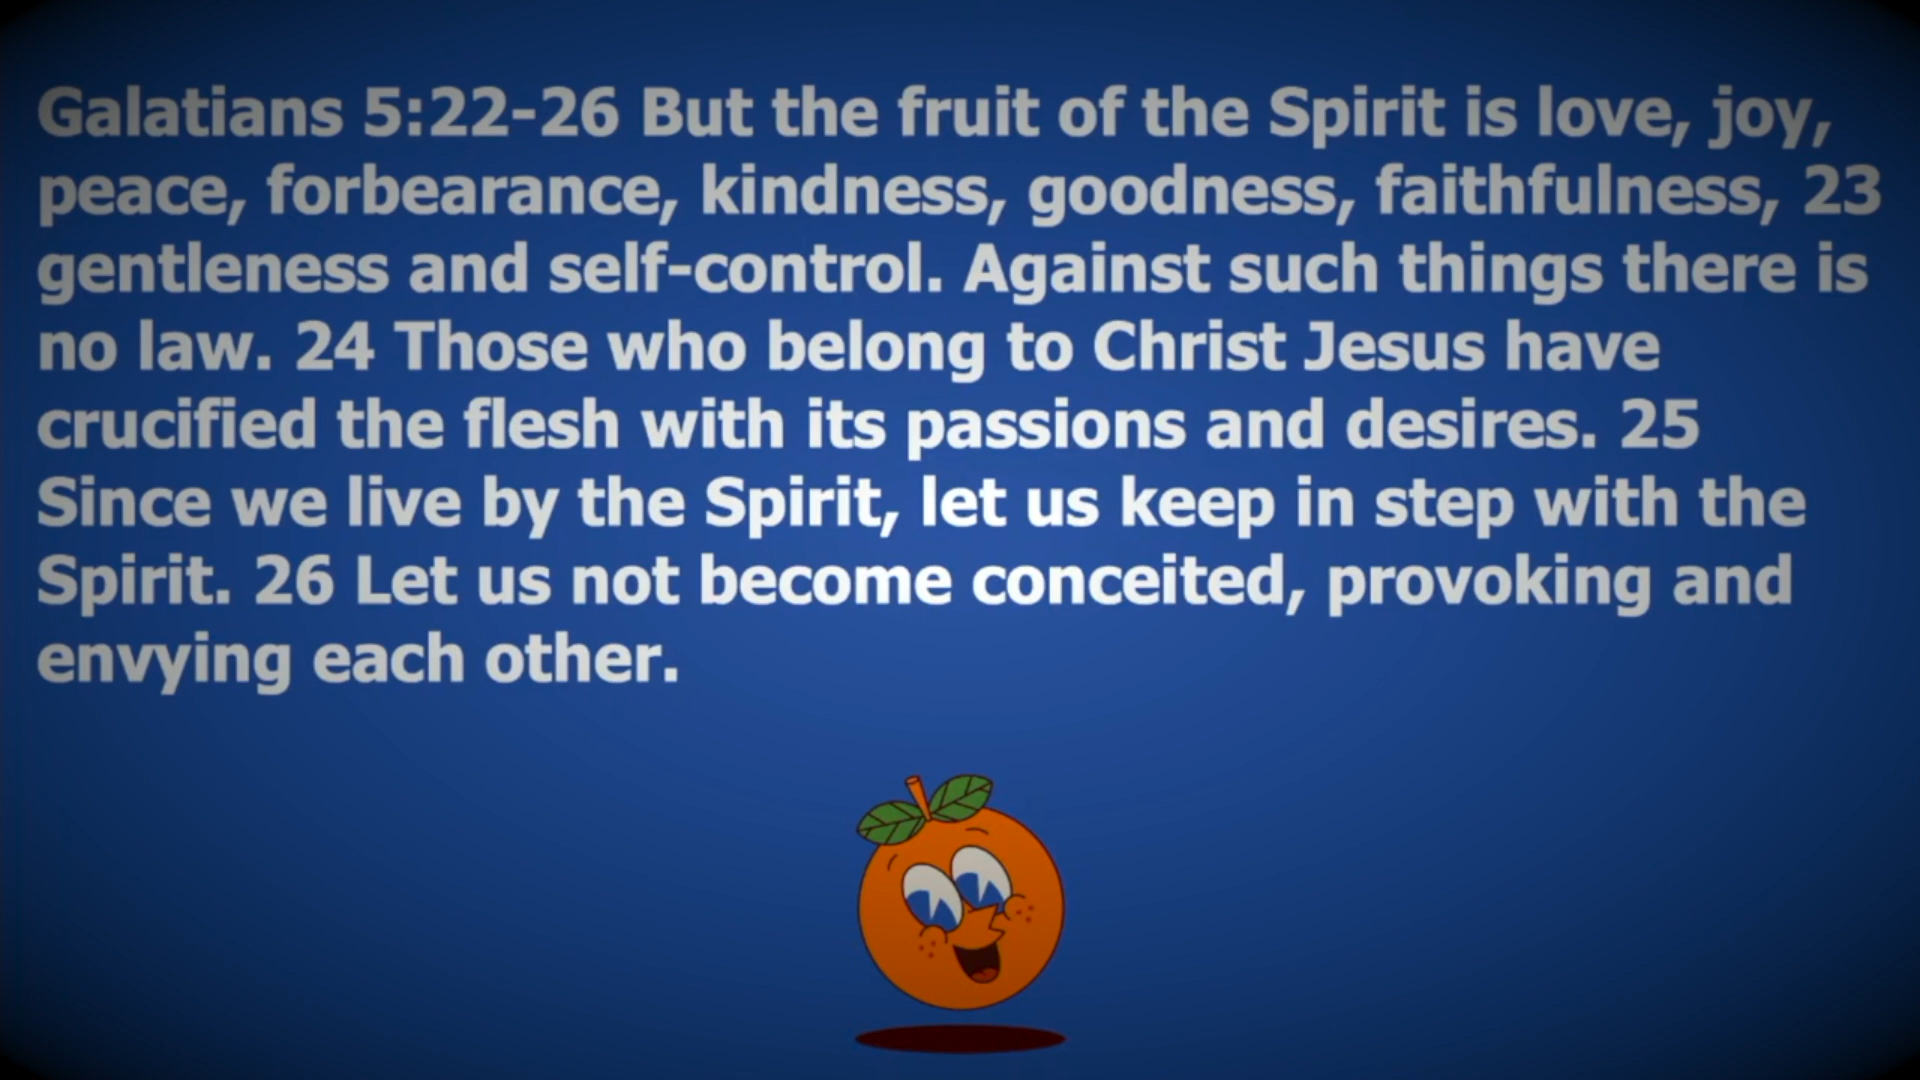 Galatians 5:22-26 But the fruit of the Spirit is love, joy,
peace, forbearance, kindness, goodness, faithfulness, 23
gentleness and self-control. Against such things there is
no law. 24 Those who belong to Christ Jesus have
crucified the flesh with its passions and desires. 25
Since we live by the Spirit, let us keep in step with the
Spirit. 26 Let us not become conceited, provoking and
envying each other.